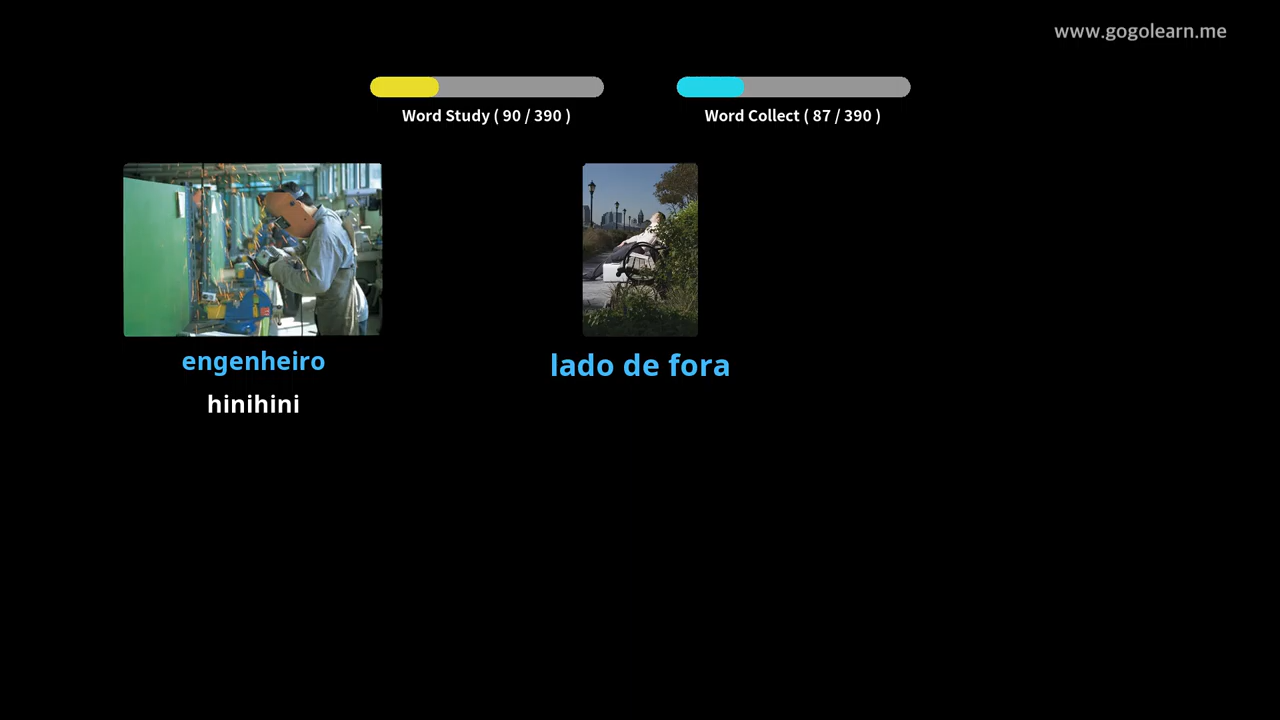 www.gogolearn.me
Word Study ( 90 / 390 )
Word Collect ( 87 / 390 )
engenheiro
hinihini
lado de fora